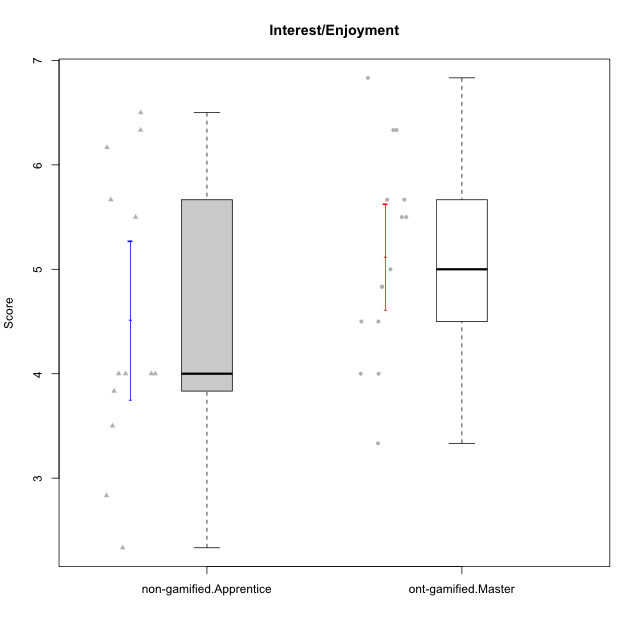 Interest/Enjoyment
Score
7
6
5
4
3
non-gamified.Apprentice
ont-gamified.Master